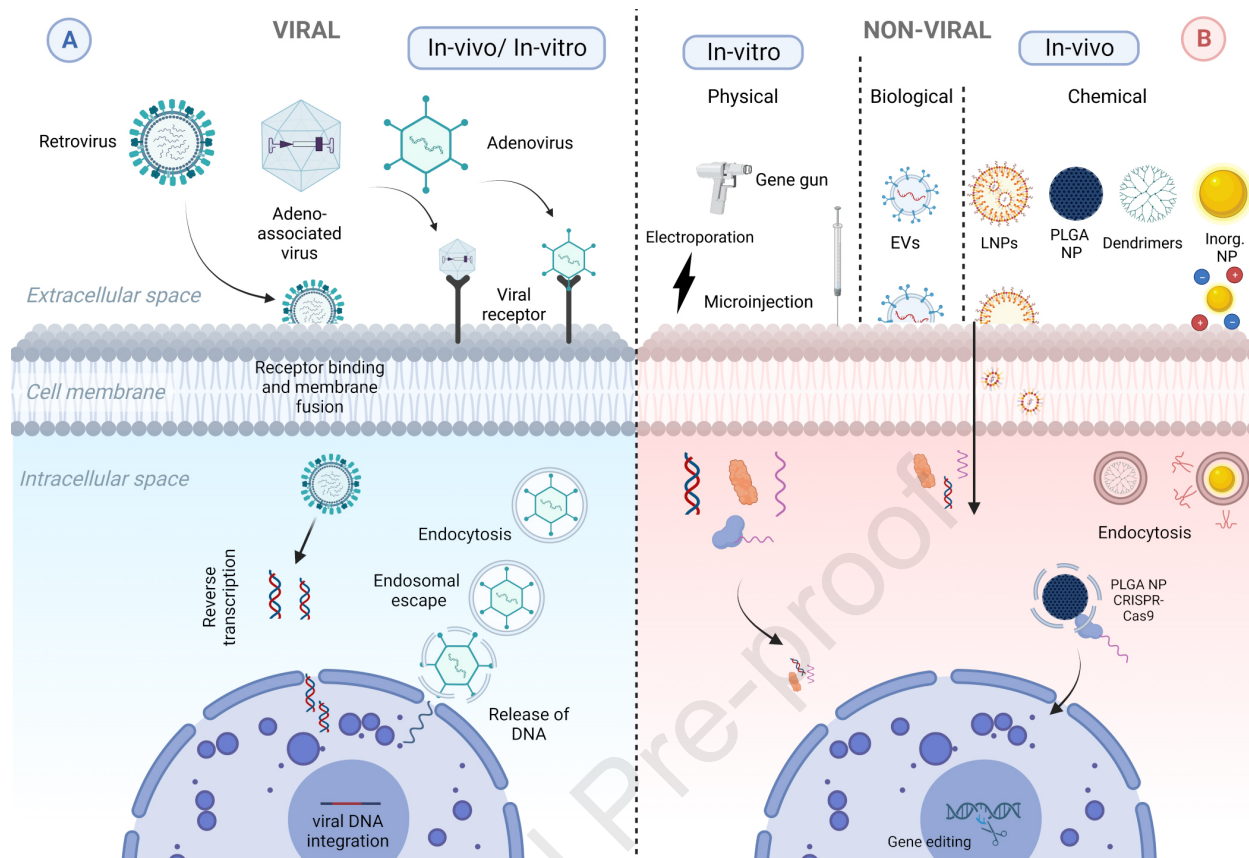 A
VIRAL
In-vivo/ In-vitro
Retrovirus
Adeno-
associated
virus
Adenovirus
Extracellular space
Viral
receptor
Cell membrane
Receptor binding
and membrane
fusion
Intracellular space
Reverse
transcription
Endocytosis
Endosomal
escape
Release of
DNA
viral DNA
integration
NON-VIRAL
B
In-vitro
In-vivo
Physical
Biological
Chemical
Gene gun
Electroporation
Microinjection
EVs
LNPs
PLGA
NP
Dendrimers
Inorg.
NP
−
+
+
−
Endocytosis
PLGA NP
CRISPR-
Cas9
Gene editing
Pre-proof